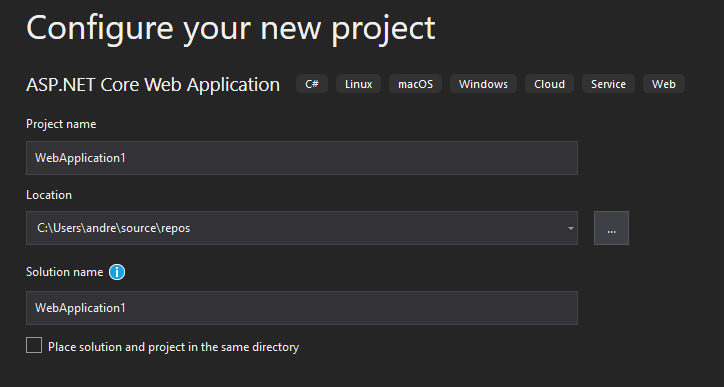 Configure your new project
ASP.NET Core Web Application C# Linux macOS Windows Cloud Service Web
Project name
WebApplication1
Location
C:\Users\andre\source\repos ...
Solution name i
WebApplication1
Place solution and project in the same directory